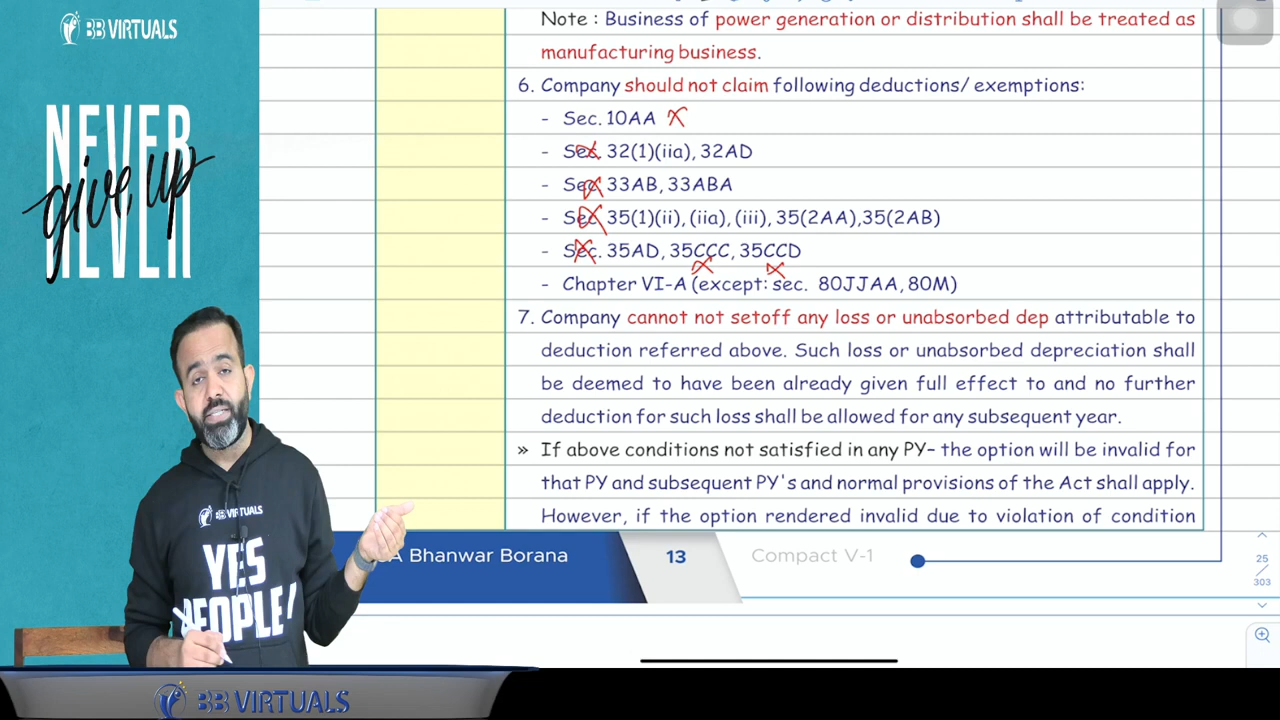 BB VIRTUALS
NEVER
give up
NEVER
Note : Business of power generation or distribution shall be treated as
manufacturing business.
6. Company should not claim following deductions/ exemptions:
- Sec. 10AA
- Sec. 32(1)(iia), 32AD
- Sec. 33AB, 33ABA
- Sec. 35(1)(ii), (iia), (iii), 35(2AA),35(2AB)
- Sec. 35AD, 35CCC, 35CCD
- Chapter VI-A (except: sec. 80JJAA, 80M)
7. Company cannot not setoff any loss or unabsorbed dep attributable to
deduction referred above. Such loss or unabsorbed depreciation shall
be deemed to have been already given full effect to and no further
deduction for such loss shall be allowed for any subsequent year.
» If above conditions not satisfied in any PY– the option will be invalid for
that PY and subsequent PY's and normal provisions of the Act shall apply.
However, if the option rendered invalid due to violation of condition
BB VIRTUALS
YES
PEOPLE!
A Bhanwar Borana
13
Compact V-1
25
/
303
BB VIRTUALS